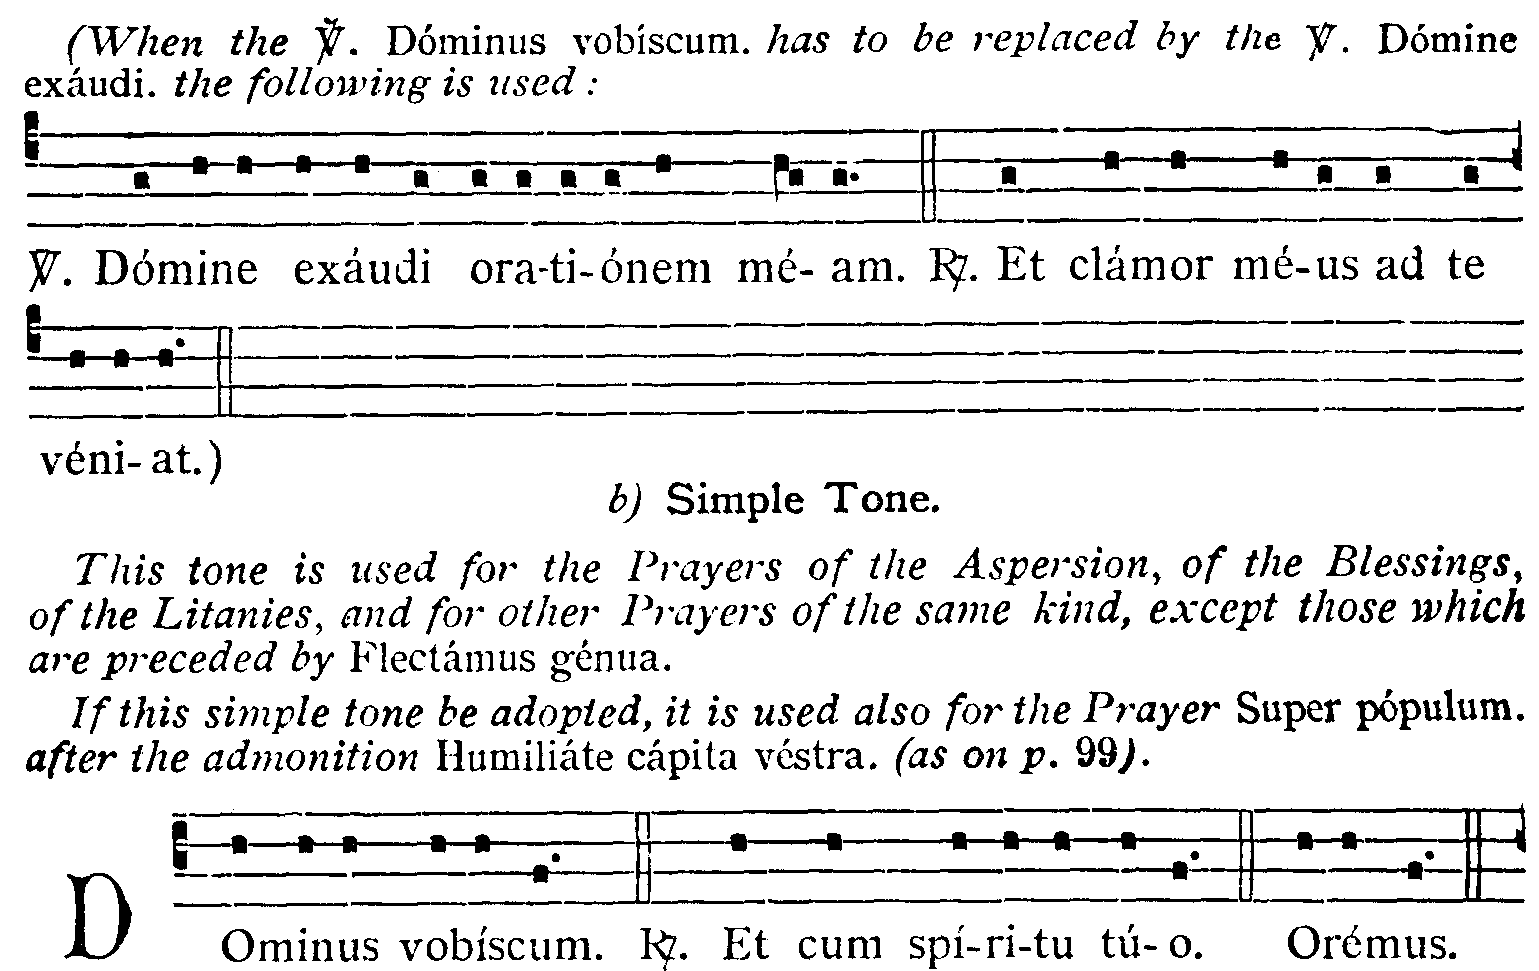 (When the ℣. Dóminus vobíscum. has to be replaced by the ℣. Dómine
exáudi. the following is used :
℣. Dómine exáudi ora-ti-ónem mé- am. ℟. Et clámor mé-us ad te
véni- at.)
b) Simple Tone.
This tone is used for the Prayers of the Aspersion, of the Blessings,
of the Litanies, and for other Prayers of the same kind, except those which
are preceded by Flectámus génua.
If this simple tone be adopted, it is used also for the Prayer Super pópulum.
after the admonition Humiliáte cápita véstra. (as on p. 99).
DOminus vobíscum. ℟. Et cum spí-ri-tu tú- o. Orémus.